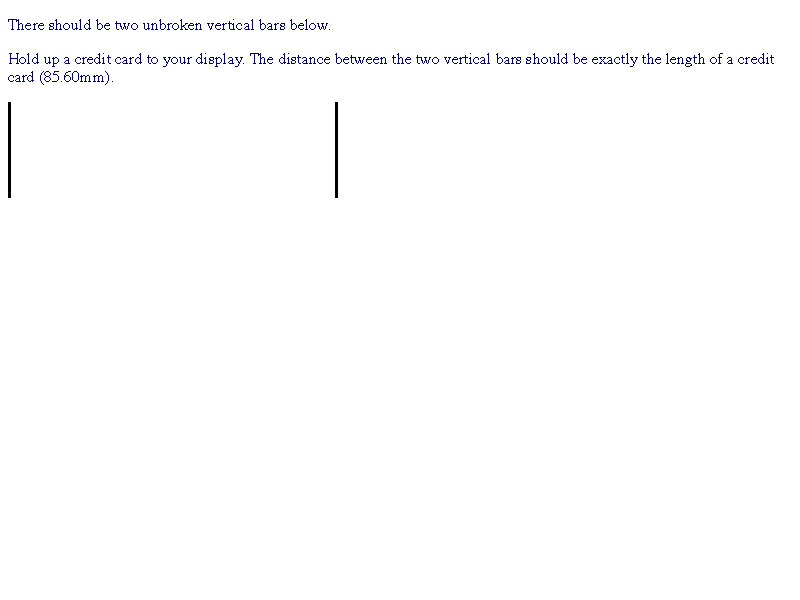 There should be two unbroken vertical bars below.
Hold up a credit card to your display. The distance between the two vertical bars should be exactly the length of a credit
card (85.60mm).